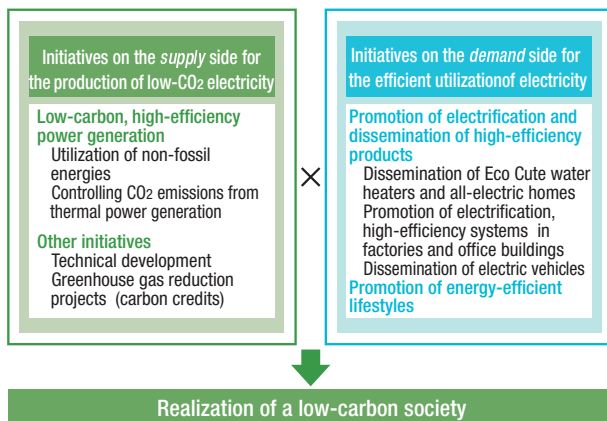 Initiatives on the supply side for
the production of low-CO2 electricity
Low-carbon, high-efficiency
power generation
Utilization of non-fossil
energies
Controlling CO2 emissions from
thermal power generation
Other initiatives
Technical development
Greenhouse gas reduction
projects (carbon credits)
×
Initiatives on the demand side for
the efficient utilizationof electricity
Promotion of electrification and
dissemination of high-efficiency
products
Dissemination of Eco Cute water
heaters and all-electric homes
Promotion of electrification,
high-efficiency systems in
factories and office buildings
Dissemination of electric vehicles
Promotion of energy-efficient
lifestyles
Realization of a low-carbon society